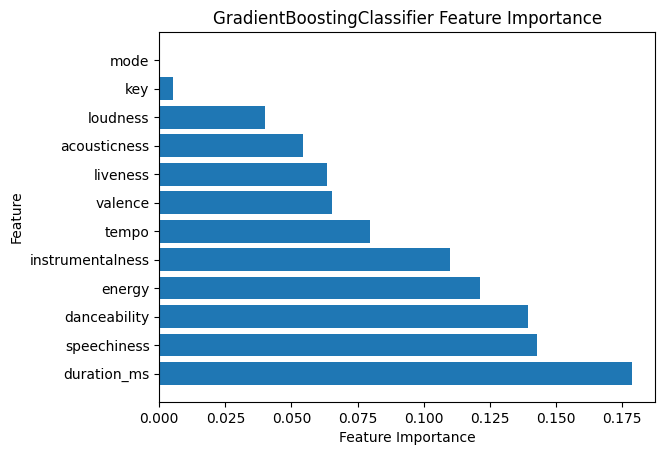 GradientBoostingClassifier Feature Importance
mode
key
loudness
acousticness
liveness
valence
tempo
instrumentalness
energy
danceability
speechiness
duration_ms
Feature
0.000 0.025 0.050 0.075 0.100 0.125 0.150 0.175
Feature Importance